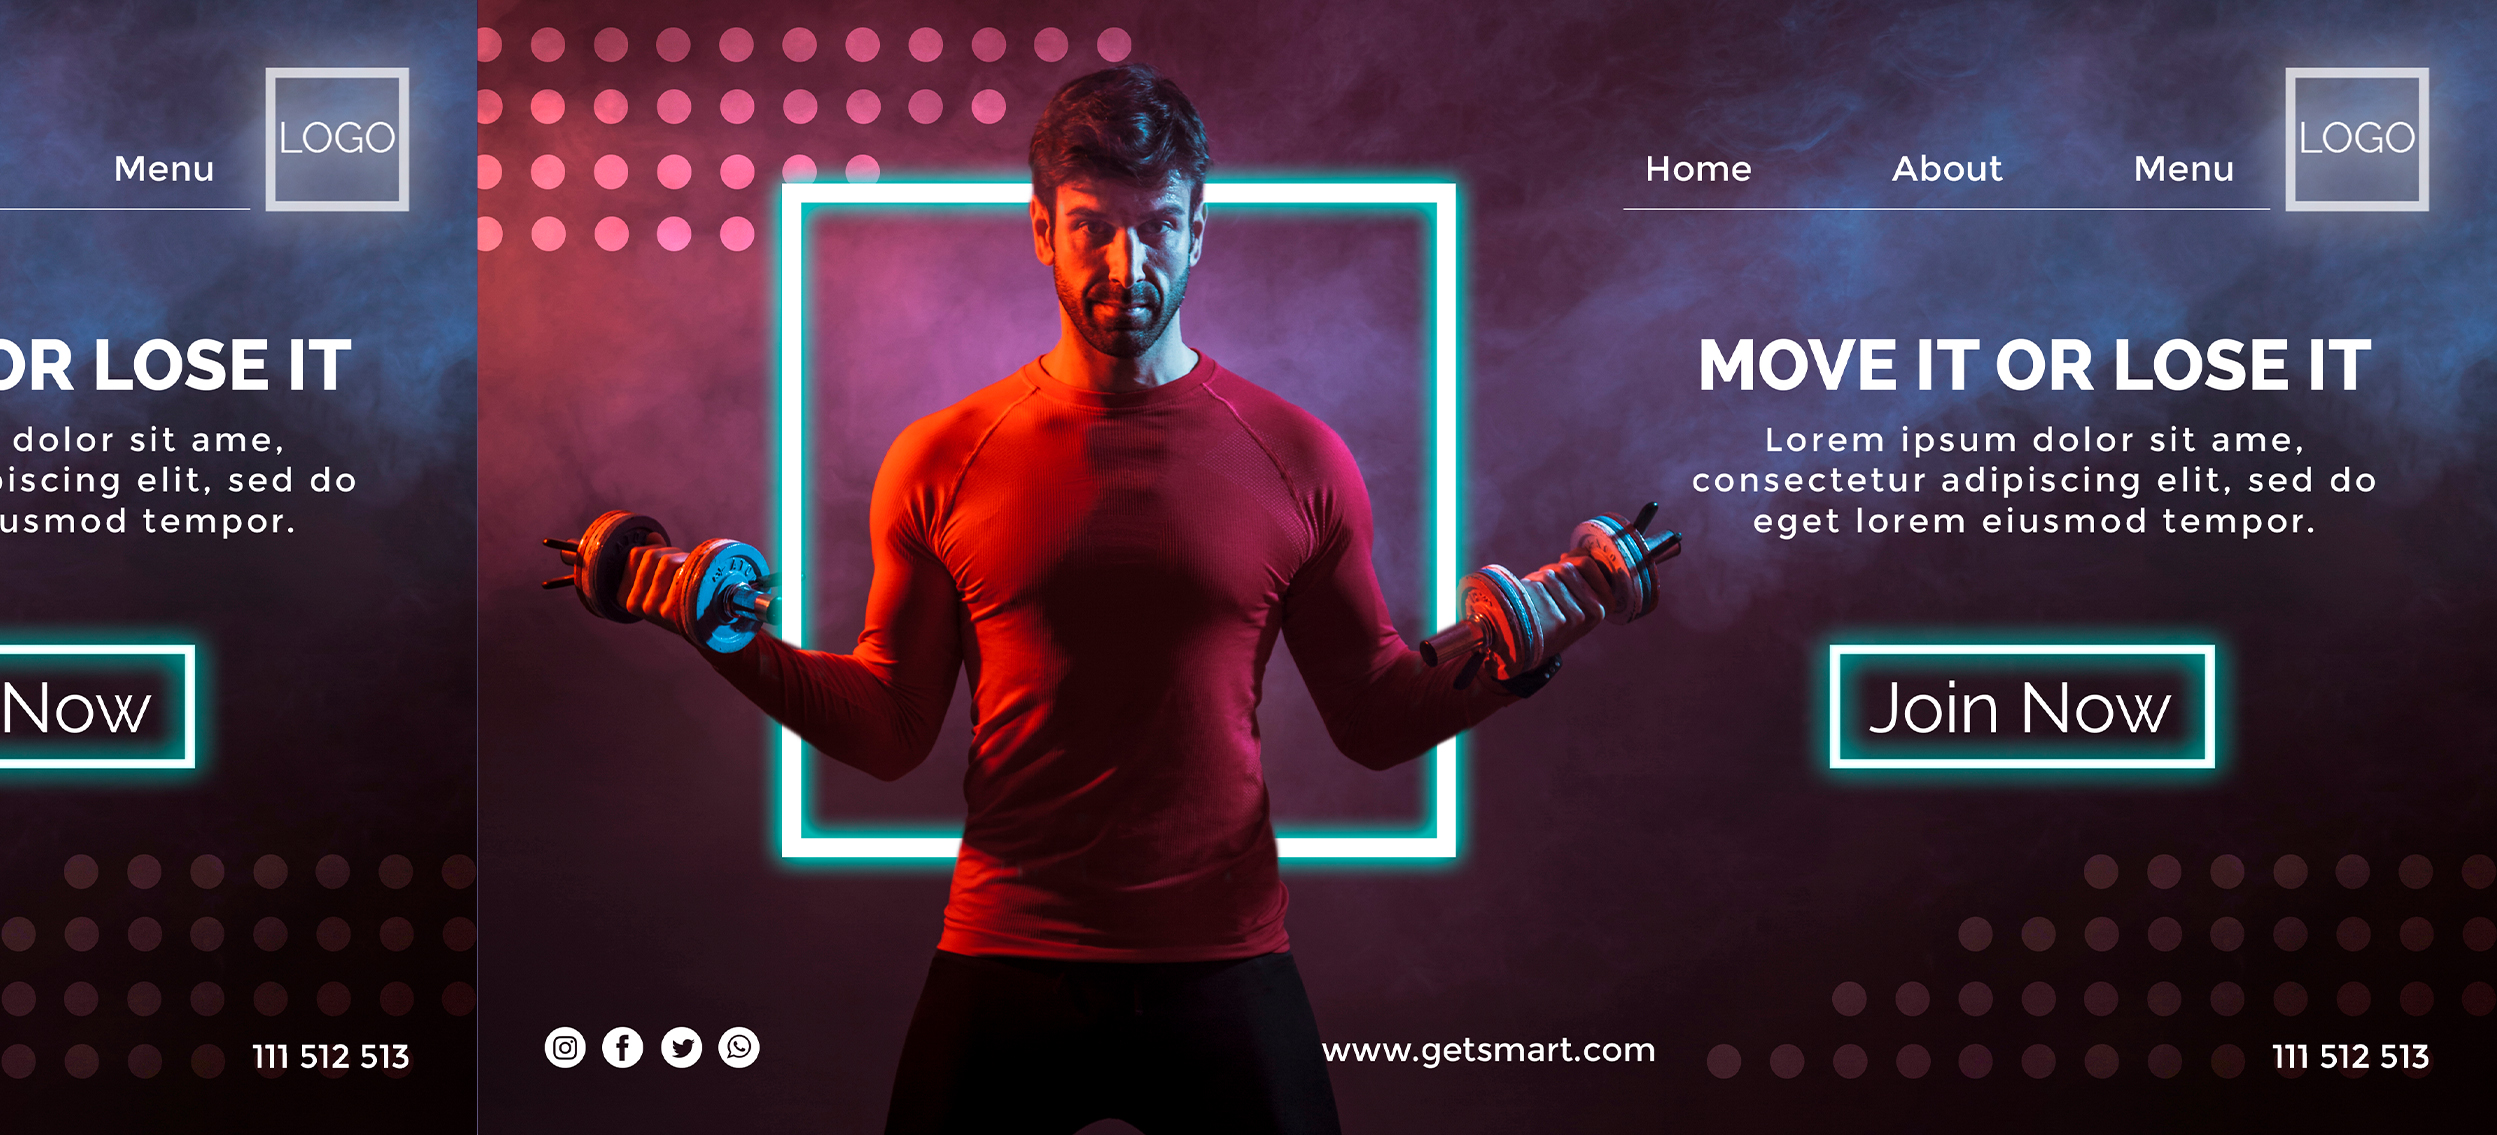 Menu
LOGO
OR LOSE IT
dolor sit ame,
piscing elit, sed do
usmod tempor.
Now
111 512 513
Home About Menu
LOGO
MOVE IT OR LOSE IT
Lorem ipsum dolor sit ame,
consectetur adipiscing elit, sed do
eget lorem eiusmod tempor.
Join Now
www.getsmart.com
111 512 513